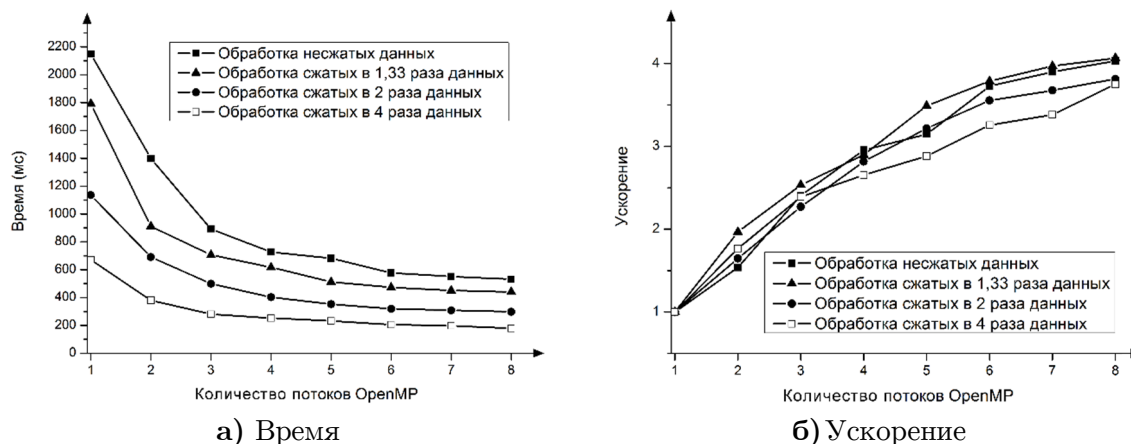 2200
2000
1800
1600
1400
1200
1000
800
600
400
200
0
Время (мс)
Обработка несжатых данных
Обработка сжатых в 1,33 раза данных
Обработка сжатых в 2 раза данных
Обработка сжатых в 4 раза данных
1 2 3 4 5 6 7 8
Количество потоков OpenMP
а) Время
4
3
2
1
Ускорение
Обработка несжатых данных
Обработка сжатых в 1,33 раза данных
Обработка сжатых в 2 раза данных
Обработка сжатых в 4 раза данных
1 2 3 4 5 6 7 8
Количество потоков OpenMP
б) Ускорение